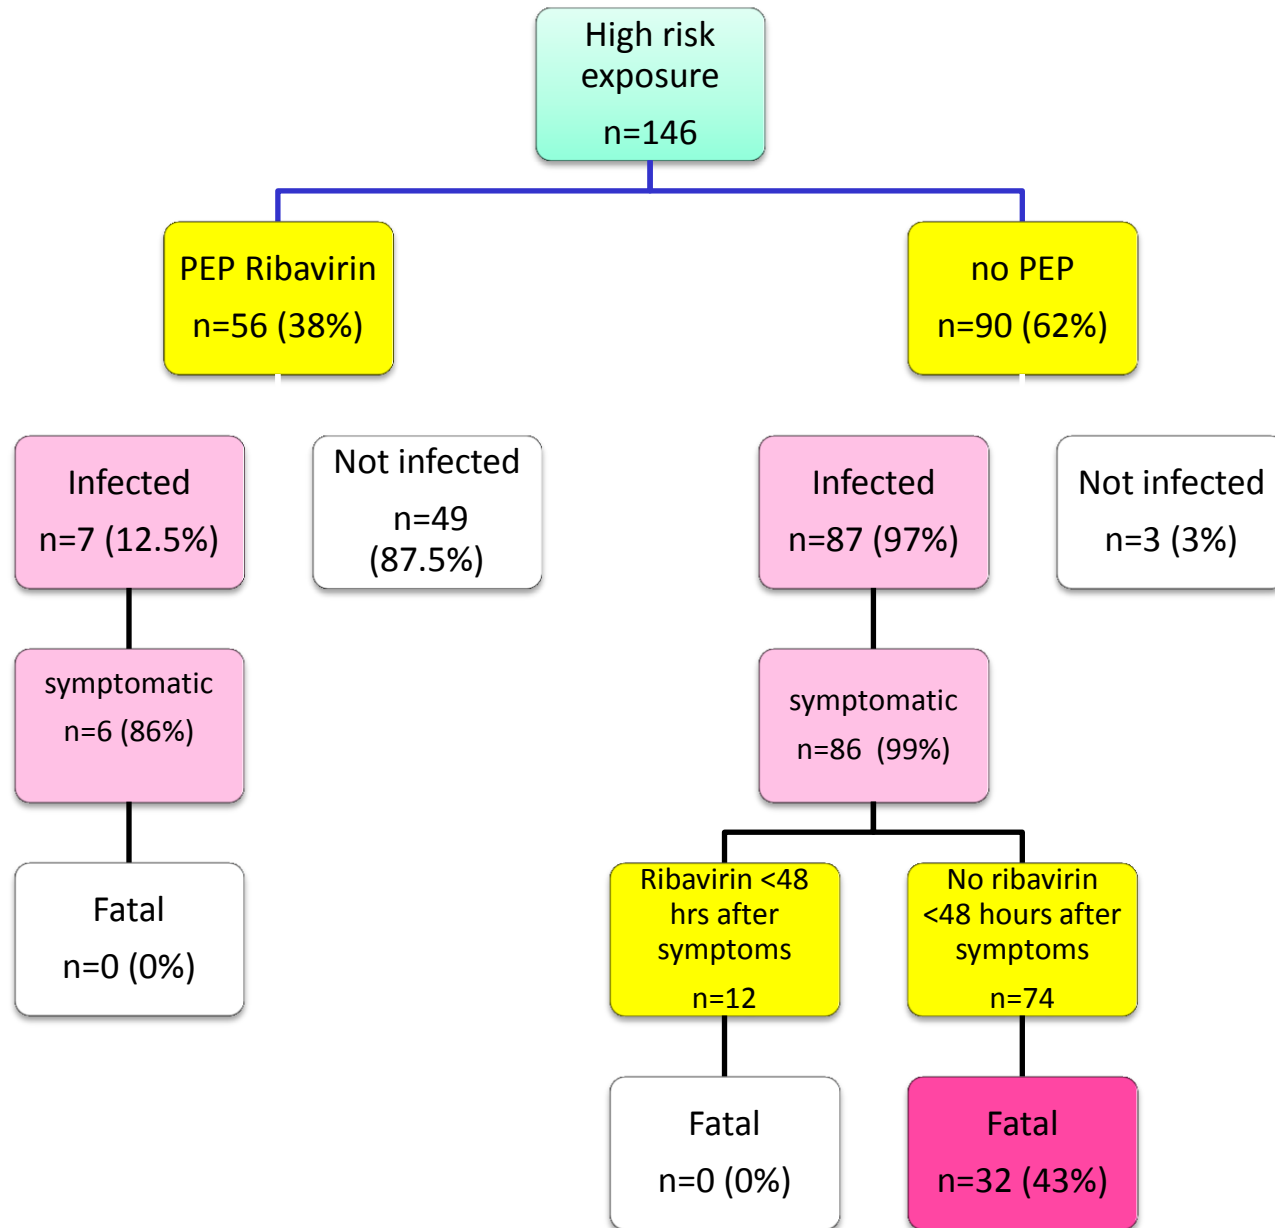 High risk
exposure
n=146
PEP Ribavirin
n=56 (38%)
no PEP
n=90 (62%)
Infected
n=7 (12.5%)
Not infected
n=49
(87.5%)
Infected
n=87 (97%)
Not infected
n=3 (3%)
symptomatic
n=6 (86%)
symptomatic
n=86 (99%)
Fatal
n=0 (0%)
Ribavirin <48
hrs after
symptoms
n=12
No ribavirin
<48 hours after
symptoms
n=74
Fatal
n=0 (0%)
Fatal
n=32 (43%)